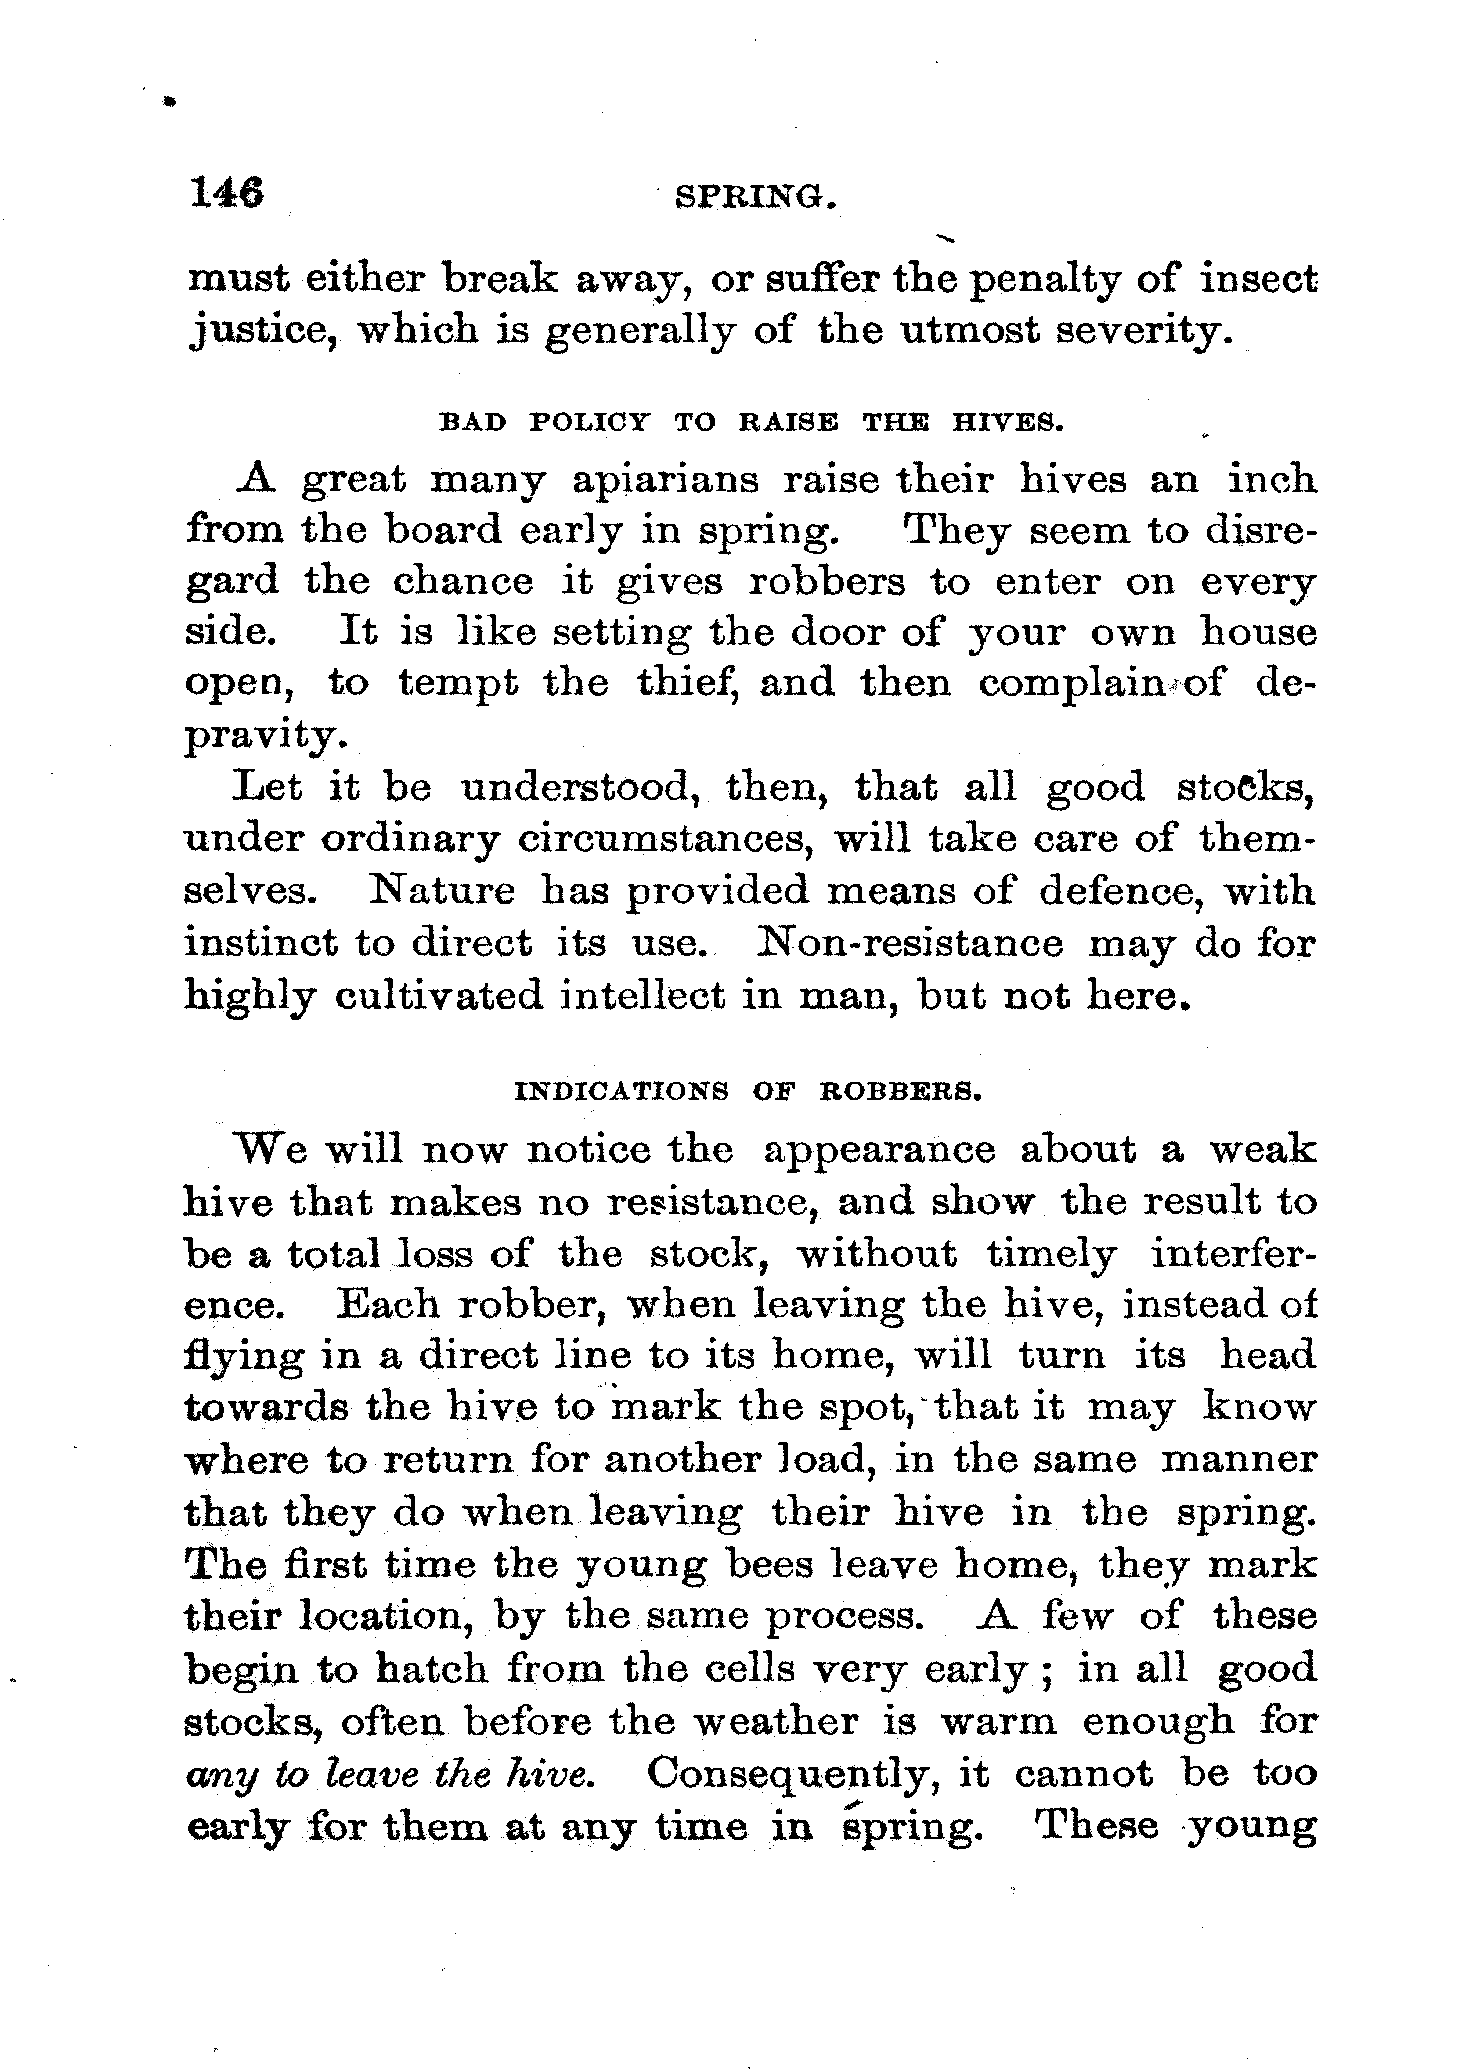 146 SPRING.
must either break away, or suffer the penalty of insect
justice, which is generally of the utmost severity.
BAD POLICY TO RAISE THE HIVES.
A great many apiarians raise their hives an inch
from the board early in spring. They seem to disre-
gard the chance it gives robbers to enter on every
side. It is like setting the door of your own house
open, to tempt the thief, and then complain of de-
pravity.
Let it be understood, then, that all good stocks,
under ordinary circumstances, will take care of them-
selves. Nature has provided means of defence, with
instinct to direct its use. Non-resistance may do for
highly cultivated intellect in man, but not here.
INDICATIONS OF ROBBERS.
We will now notice the appearance about a weak
hive that makes no resistance, and show the result to
be a total loss of the stock, without timely interfer-
ence. Each robber, when leaving the hive, instead of
flying in a direct line to its home, will turn its head
towards the hive to mark the spot, that it may know
where to return for another load, in the same manner
that they do when leaving their hive in the spring.
The first time the young bees leave home, they mark
their location, by the same process. A few of these
begin to hatch from the cells very early; in all good
stocks, often before the weather is warm enough for
any to leave the hive. Consequently, it cannot be too
early for them at any time in spring. These young